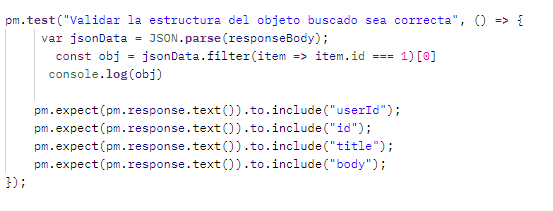 pm.test("Validar la estructura del objeto buscado sea correcta", () => {
var jsonData = JSON.parse(responseBody);
const obj = jsonData.filter(item => item.id === 1)[0]
console.log(obj)
pm.expect(pm.response.text()).to.include("userId");
pm.expect(pm.response.text()).to.include("id");
pm.expect(pm.response.text()).to.include("title");
pm.expect(pm.response.text()).to.include("body");
});